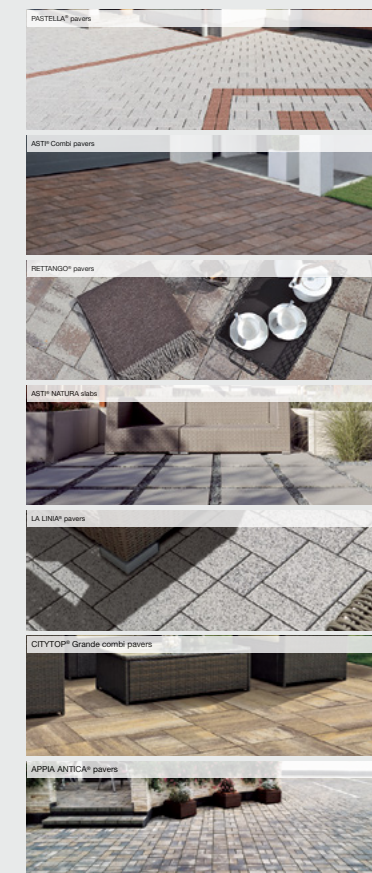 PASTELLA® pavers
ASTI® Combi pavers
RETTANGO® pavers
ASTI® NATURA slabs
LA LINIA® pavers
CITYTOP® Grande combi pavers
APPIA ANTICA® pavers